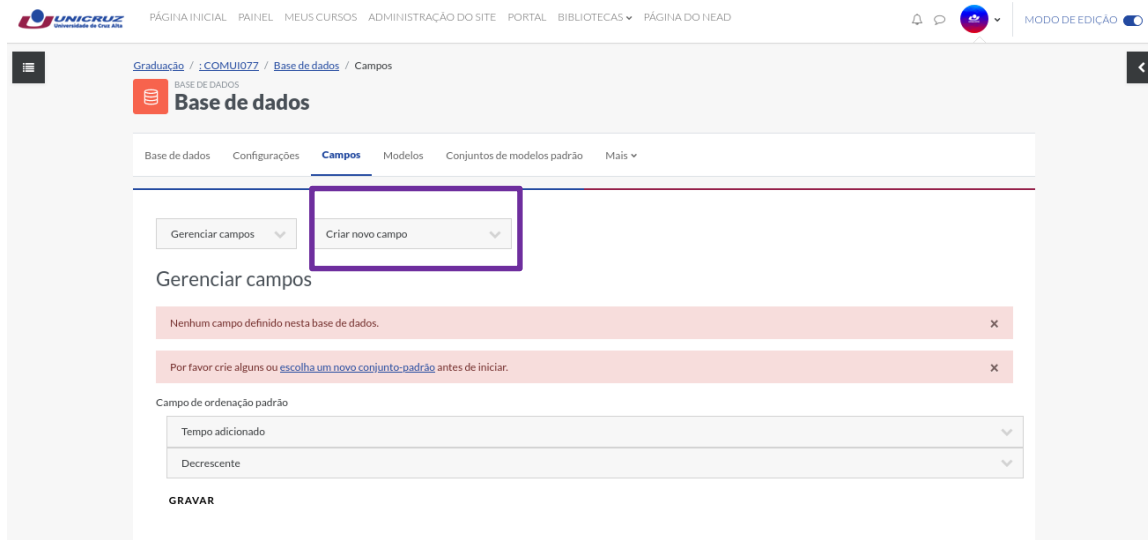 UNICRUZ
Universidade de Cruz Alta
PÁGINA INICIAL PAINEL MEUS CURSOS ADMINISTRAÇÃO DO SITE PORTAL BIBLIOTECAS PÁGINA DO NEAD
MODO DE EDIÇÃO
Graduação / : COMUI077 / Base de dados / Campos
BASE DE DADOS
Base de dados
Base de dados Configurações Campos Modelos Conjuntos de modelos padrão Mais
Gerenciar campos Criar novo campo
Gerenciar campos
Nenhum campo definido nesta base de dados. ×
Por favor crie alguns ou escolha um novo conjunto-padrão antes de iniciar. ×
Campo de ordenação padrão
Tempo adicionado
Decrescente
GRAVAR